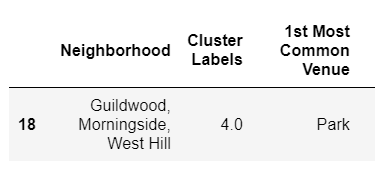 Neighborhood Cluster Labels 1st Most Common Venue
18 Guildwood, Morningside, West Hill 4.0 Park